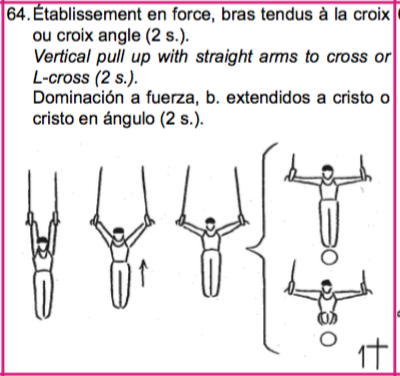 64. Établissement en force, bras tendus à la croix
ou croix angle (2 s.).
Vertical pull up with straight arms to cross or
L-cross (2 s.).
Dominación a fuerza, b. extendidos a cristo o
cristo en ángulo (2 s.).